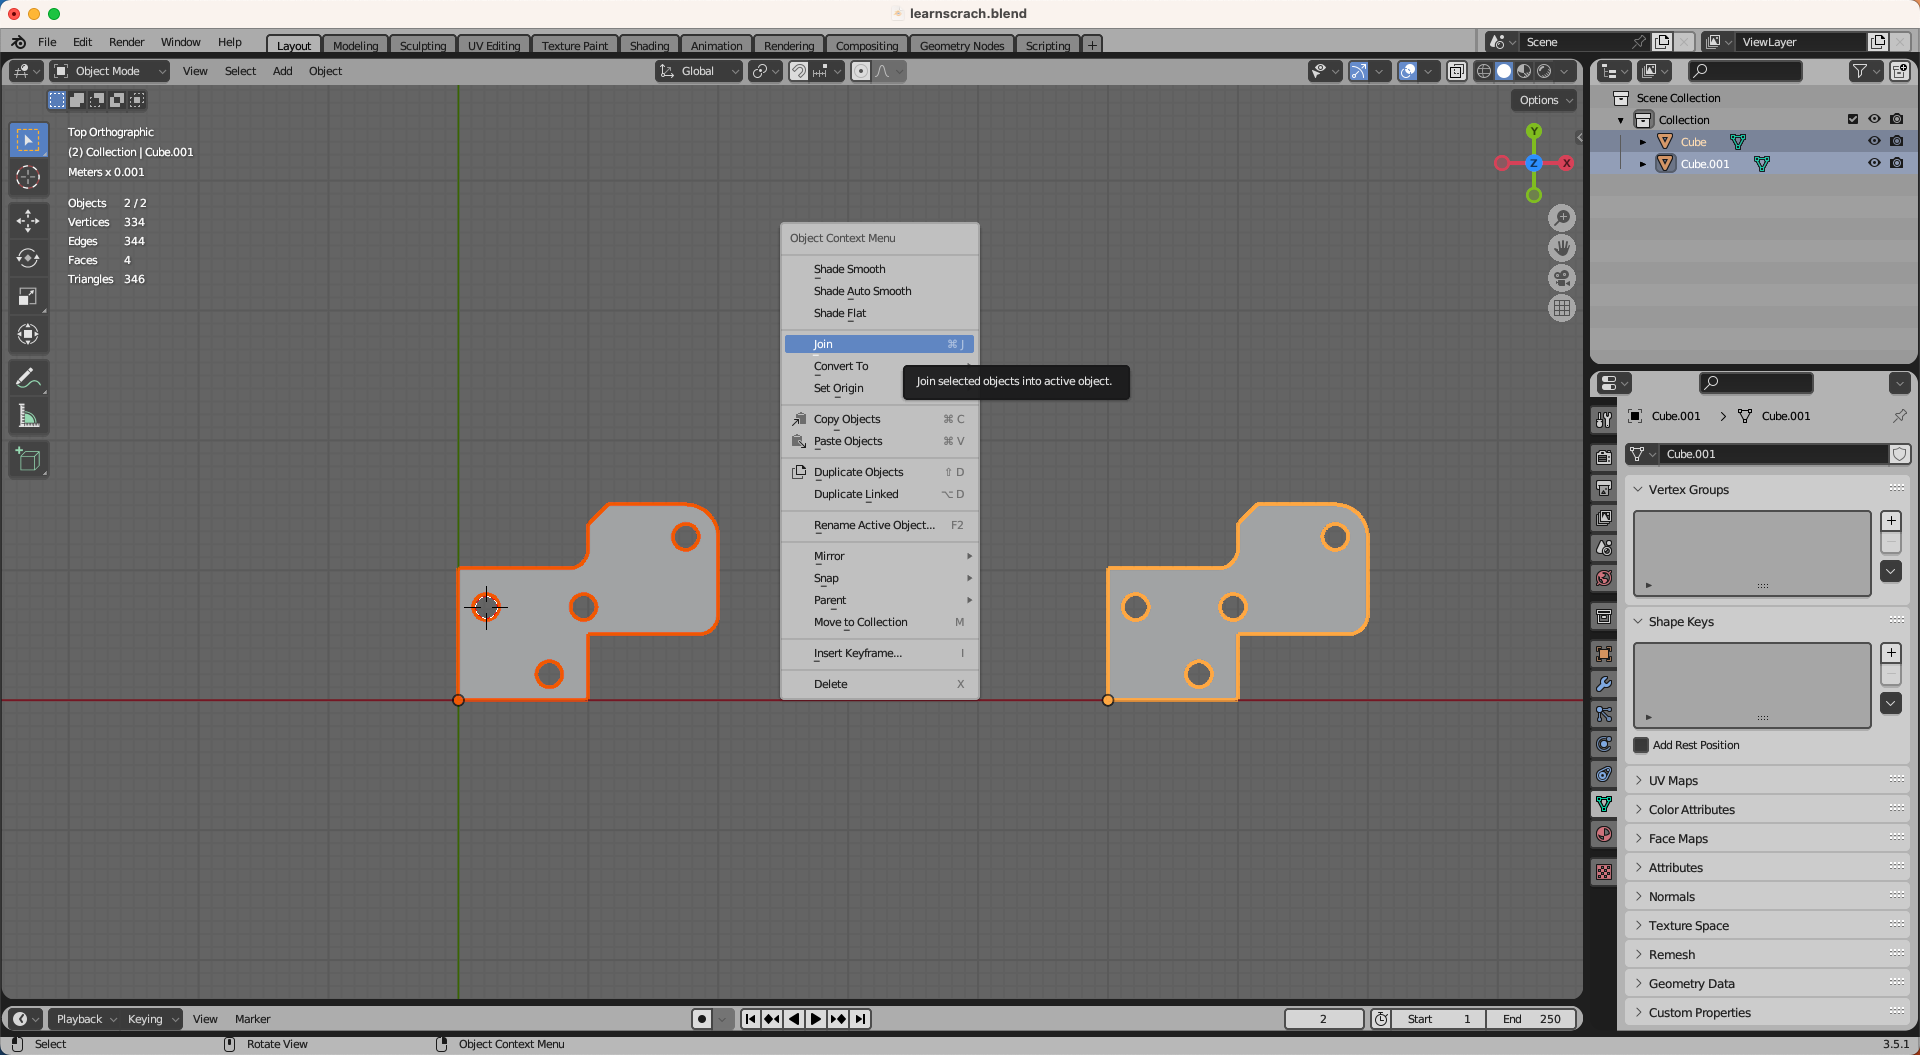 learnscrach.blend
File Edit Render Window Help Layout Modeling Sculpting UV Editing Texture Paint Shading Animation Rendering Compositing Geometry Nodes Scripting + Scene ViewLayer
Object Mode View Select Add Object Global
Options
Top Orthographic
(2) Collection | Cube.001
Meters x 0.001
Objects 2 / 2
Vertices 334
Edges 344
Faces 4
Triangles 346
Y
Z
X
Object Context Menu
Shade Smooth
Shade Auto Smooth
Shade Flat
Join ⌘ J
Convert To
Set Origin
Join selected objects into active object.
Copy Objects ⌘ C
Paste Objects ⌘ V
Duplicate Objects ⇧ D
Duplicate Linked ⌥ D
Rename Active Object... F2
Mirror
Snap
Parent
Move to Collection M
Insert Keyframe... I
Delete X
Scene Collection
Collection
Cube
Cube.001
Cube.001 Cube.001
Cube.001
Vertex Groups
Shape Keys
Add Rest Position
UV Maps
Color Attributes
Face Maps
Attributes
Normals
Texture Space
Remesh
Geometry Data
Custom Properties
Playback Keying View Marker 2 Start 1 End 250
Select Rotate View Object Context Menu 3.5.1